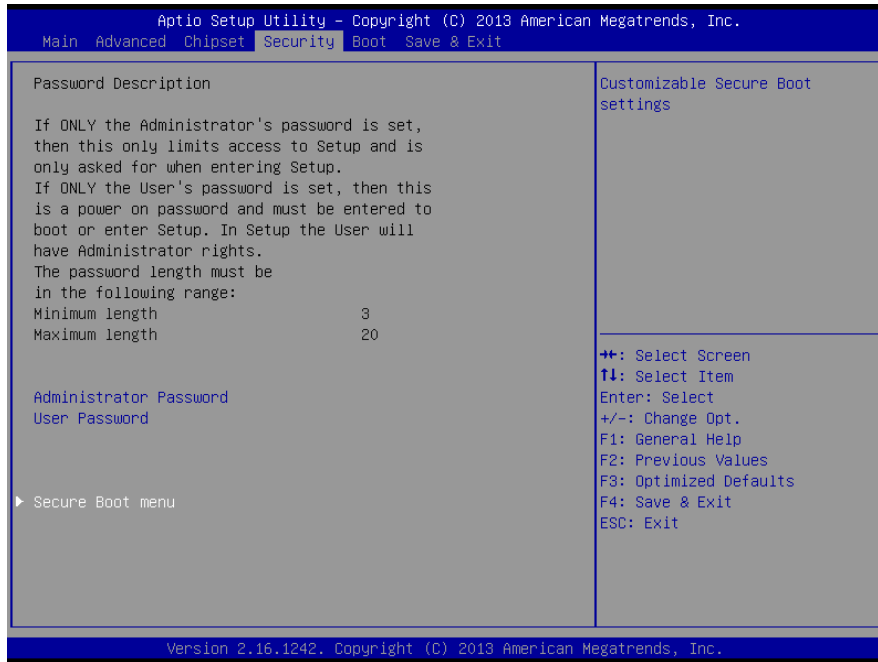 Aptio Setup Utility – Copyright (C) 2013 American Megatrends, Inc.
Main Advanced Chipset Security Boot Save & Exit
Password Description
If ONLY the Administrator's password is set,
then this only limits access to Setup and is
only asked for when entering Setup.
If ONLY the User's password is set, then this
is a power on password and must be entered to
boot or enter Setup. In Setup the User will
have Administrator rights.
The password length must be
in the following range:
Minimum length 3
Maximum length 20
Administrator Password
User Password
Secure Boot menu
Customizable Secure Boot
settings
→←: Select Screen
↑↓: Select Item
Enter: Select
+/-: Change Opt.
F1: General Help
F2: Previous Values
F3: Optimized Defaults
F4: Save & Exit
ESC: Exit
Version 2.16.1242. Copyright (C) 2013 American Megatrends, Inc.